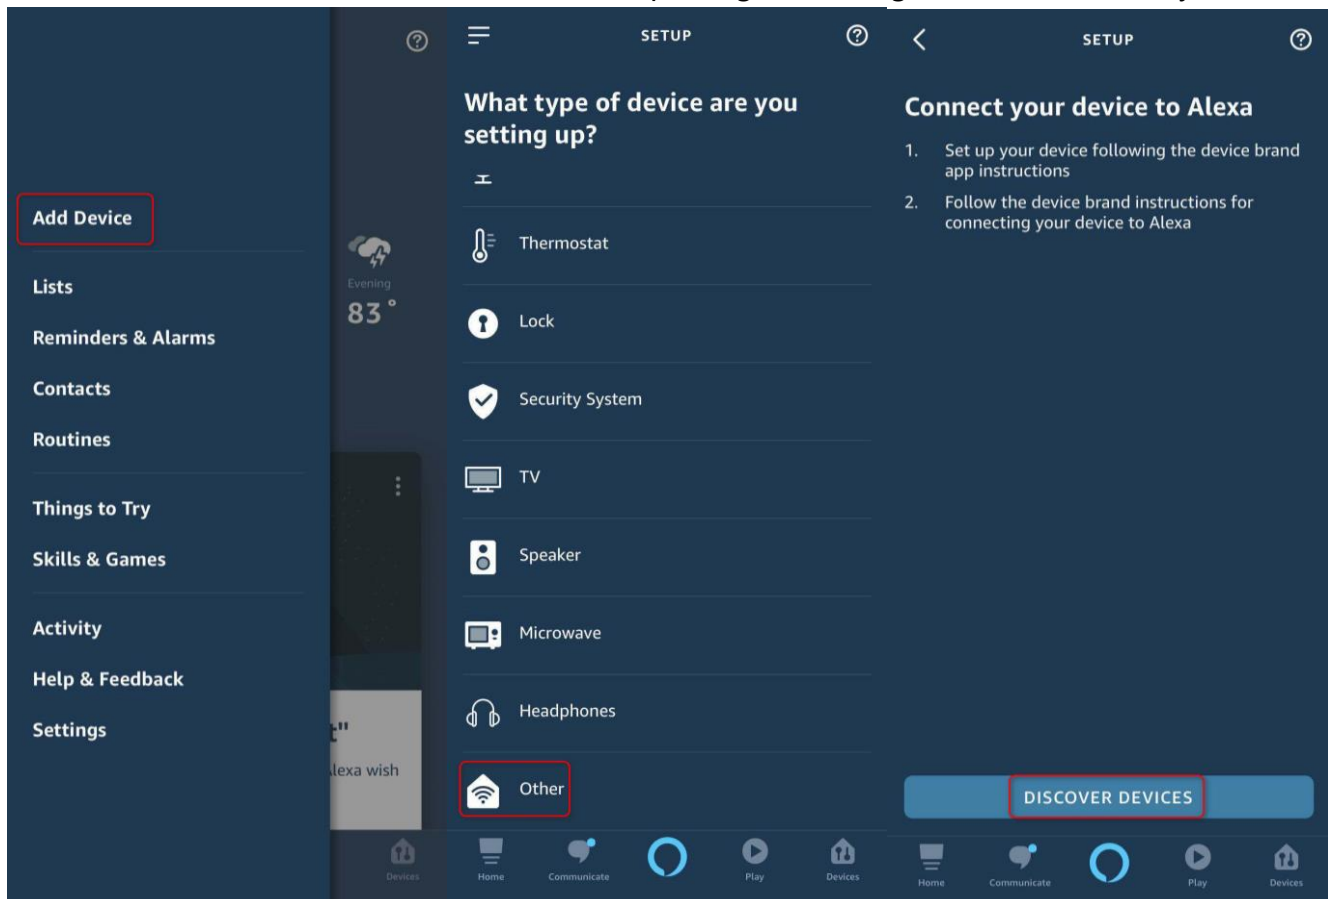 Add Device
Lists
Reminders & Alarms
Contacts
Routines
Things to Try
Skills & Games
Activity
Help & Feedback
Settings
Evening
83°
t"
Alexa wish
Devices
SETUP
What type of device are you
setting up?
Thermostat
Lock
Security System
TV
Speaker
Microwave
Headphones
Other
Home
Communicate
Play
Devices
SETUP
Connect your device to Alexa
1. Set up your device following the device brand
app instructions
2. Follow the device brand instructions for
connecting your device to Alexa
DISCOVER DEVICES
Home
Communicate
Play
Devices